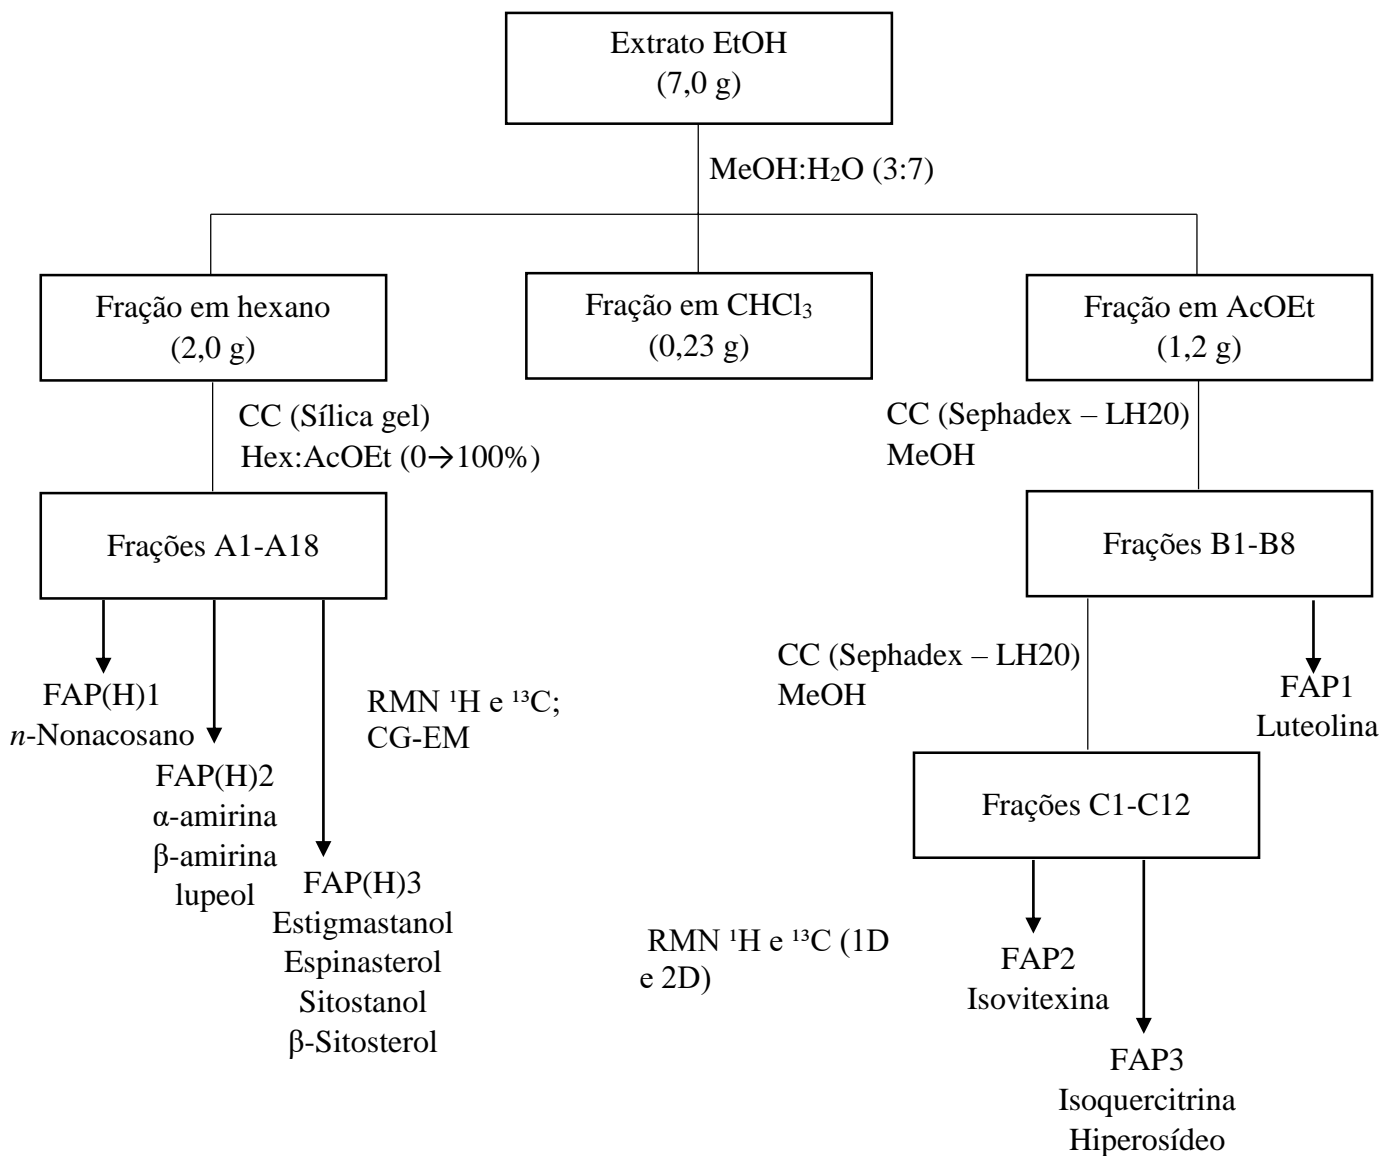 Extrato EtOH
(7,0 g)
MeOH:H₂O (3:7)
Fração em hexano
(2,0 g)
Fração em CHCl₃
(0,23 g)
Fração em AcOEt
(1,2 g)
CC (Sílica gel)
Hex:AcOEt (0→100%)
CC (Sephadex – LH20)
MeOH
Frações A1-A18
Frações B1-B8
FAP(H)1
n-Nonacosano
FAP(H)2
α-amirina
β-amirina
lupeol
RMN ¹H e ¹³C;
CG-EM
FAP(H)3
Estigmastanol
Espinasterol
Sitostanol
β-Sitosterol
CC (Sephadex – LH20)
MeOH
FAP1
Luteolina
Frações C1-C12
RMN ¹H e ¹³C (1D
e 2D)
FAP2
Isovitexina
FAP3
Isoquercitrina
Hiperosídeo